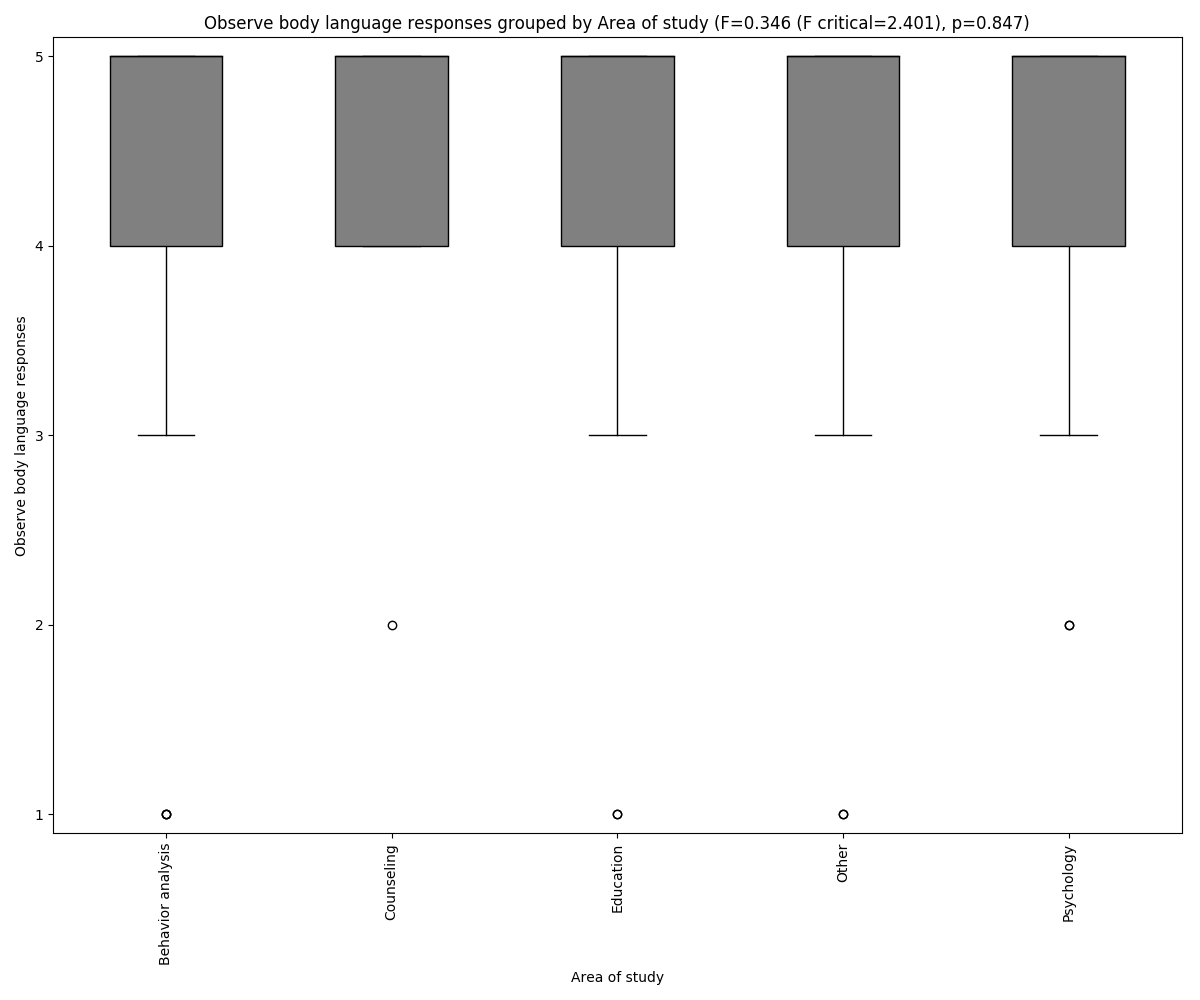 Observe body language responses grouped by Area of study (F=0.346 (F critical=2.401), p=0.847)
Observe body language responses
5
4
3
2
1
Behavior analysis
Counseling
Education
Other
Psychology
Area of study